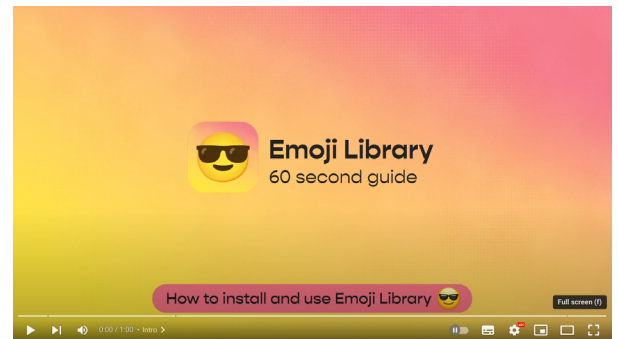 Emoji Library
60 second guide
How to install and use Emoji Library
Full screen (f)
0:00 / 1:00 • Intro